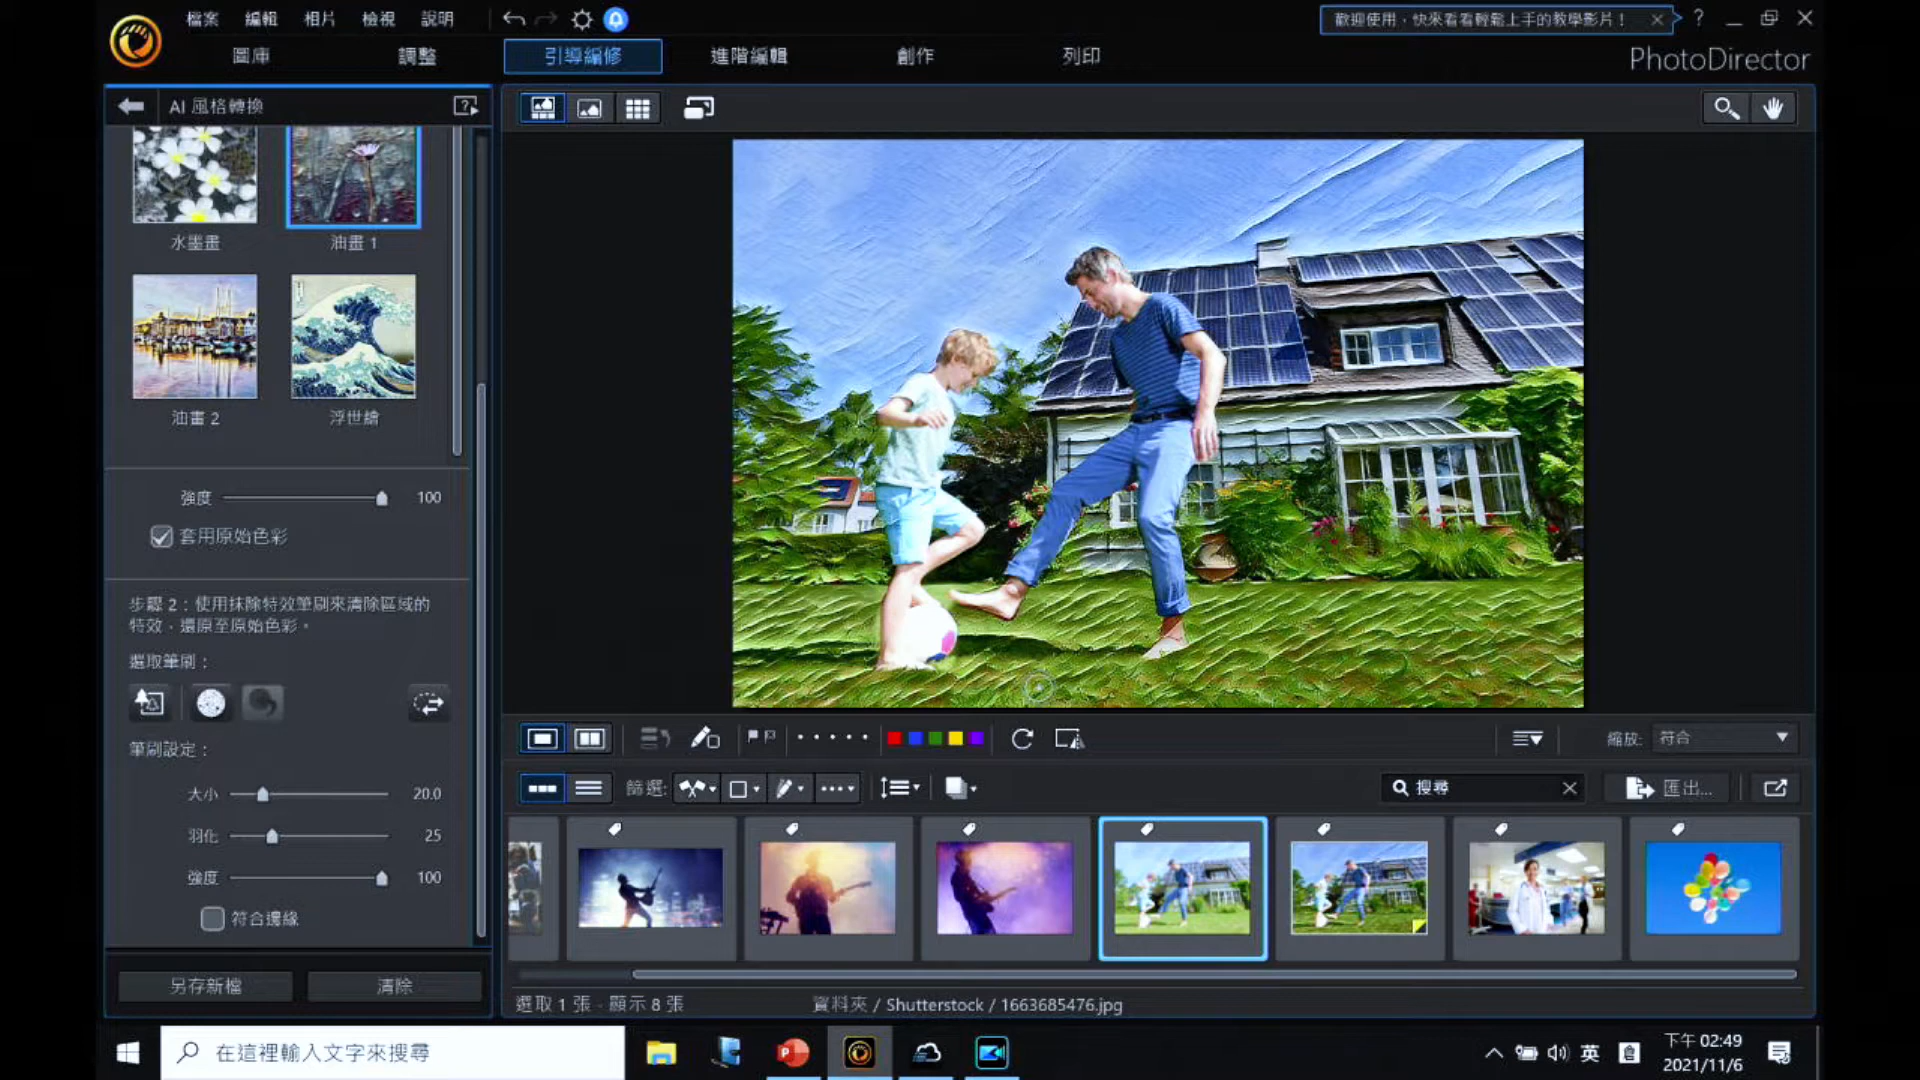 檔案 編輯 相片 檢視 說明
歡迎使用，快來看看輕鬆上手的教學影片！
圖庫 調整 引導編修 進階編輯 創作 列印
PhotoDirector
AI 風格轉換
水墨畫 油畫 1
油畫 2 浮世繪
強度 100
套用原始色彩
步驟 2：使用抹除特效筆刷來清除區域的
特效，還原至原始色彩。
選取筆刷：
筆刷設定：
大小 20.0
羽化 25
強度 100
符合邊緣
另存新檔 清除
縮放: 符合
篩選: 搜尋 匯出...
選取 1 張 - 顯示 8 張 資料夾 / Shutterstock / 1663685476.jpg
在這裡輸入文字來搜尋
英
下午 02:49
2021/11/6